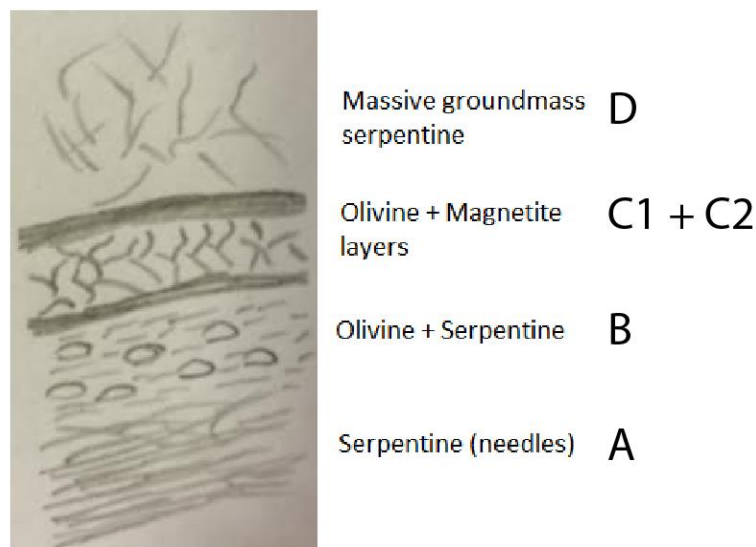 Massive groundmass
serpentine
D
Olivine + Magnetite
layers
C1 + C2
Olivine + Serpentine
B
Serpentine (needles)
A